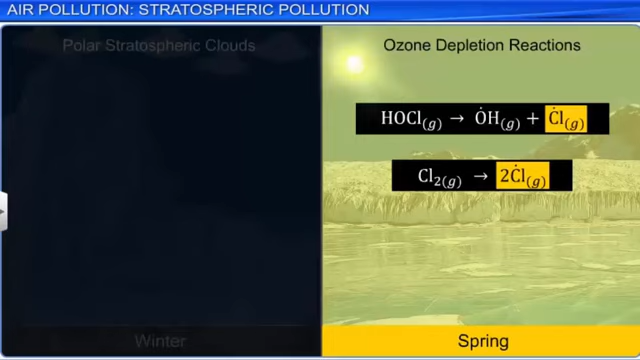 AIR POLLUTION: STRATOSPHERIC POLLUTION
Polar Stratospheric Clouds
Ozone Depletion Reactions
HOCl(g) → ȮH(g) + Ċl(g)
Cl2(g) → 2Ċl(g)
Winter
Spring